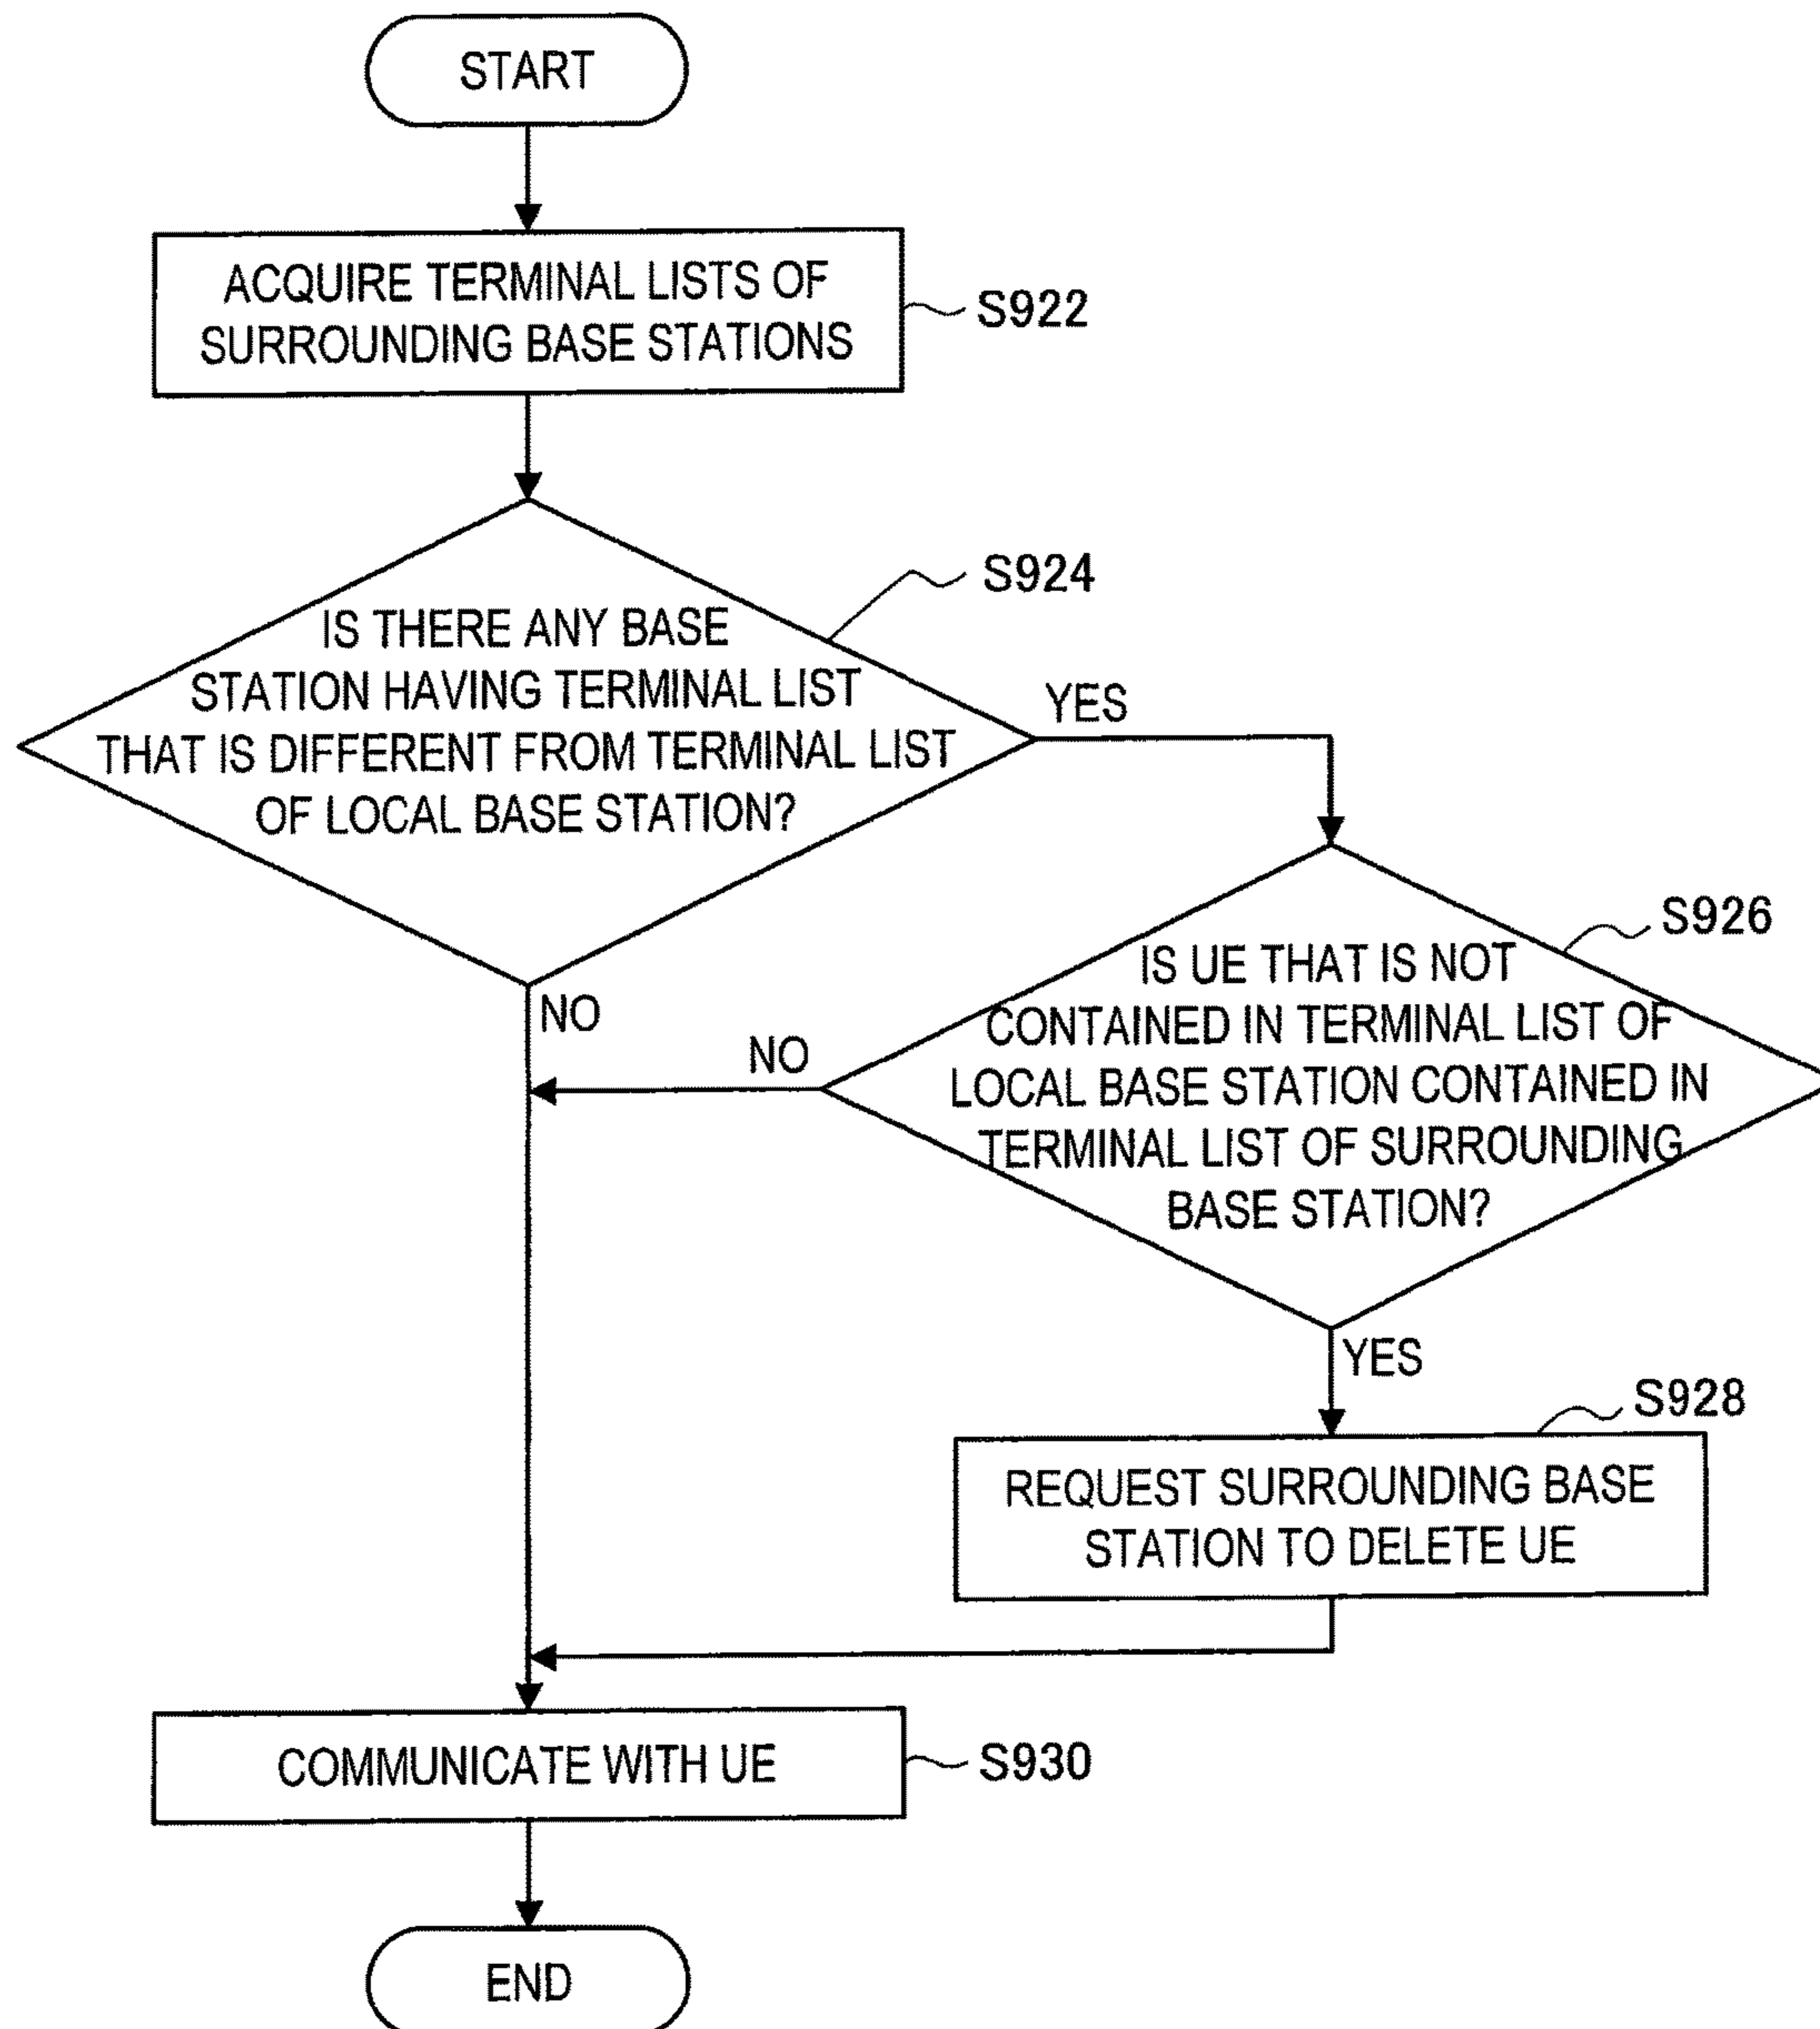 START
ACQUIRE TERMINAL LISTS OF
SURROUNDING BASE STATIONS
S922
S924
IS THERE ANY BASE
STATION HAVING TERMINAL LIST
THAT IS DIFFERENT FROM TERMINAL LIST
OF LOCAL BASE STATION?
YES
NO
S926
IS UE THAT IS NOT
CONTAINED IN TERMINAL LIST OF
LOCAL BASE STATION CONTAINED IN
TERMINAL LIST OF SURROUNDING
BASE STATION?
NO
YES
S928
REQUEST SURROUNDING BASE
STATION TO DELETE UE
COMMUNICATE WITH UE
S930
END